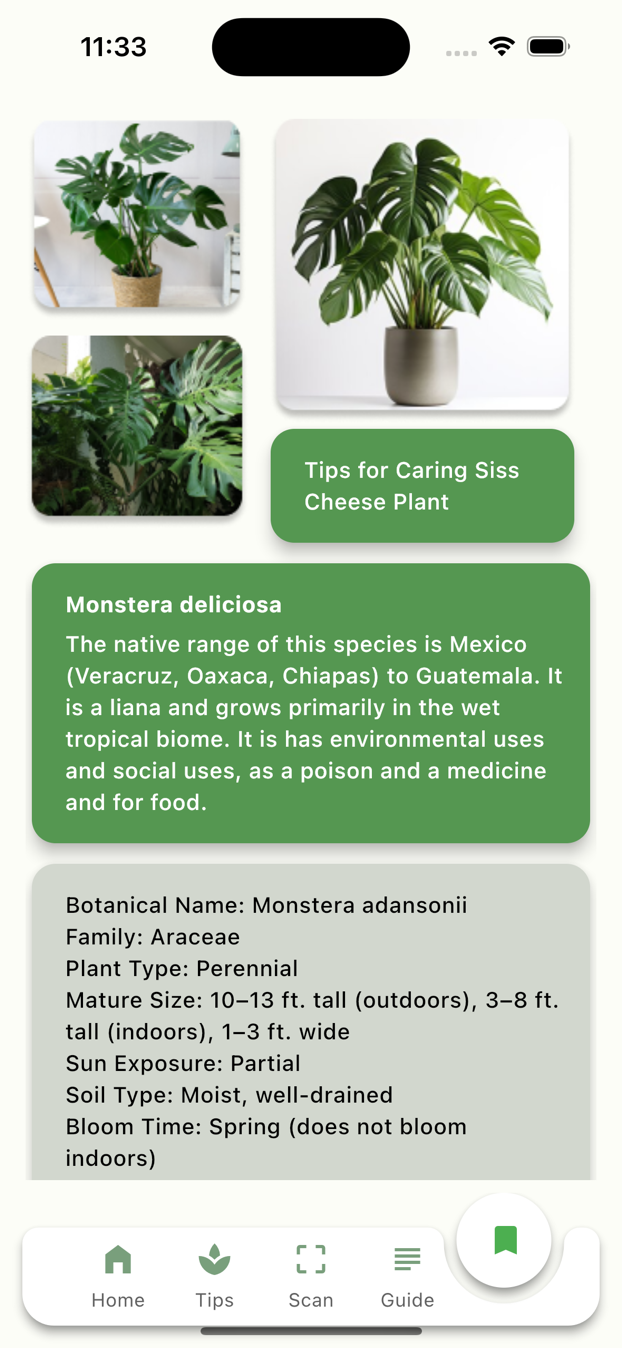 11:33
Tips for Caring Siss
Cheese Plant
Monstera deliciosa
The native range of this species is Mexico
(Veracruz, Oaxaca, Chiapas) to Guatemala. It
is a liana and grows primarily in the wet
tropical biome. It is has environmental uses
and social uses, as a poison and a medicine
and for food.
Botanical Name: Monstera adansonii
Family: Araceae
Plant Type: Perennial
Mature Size: 10–13 ft. tall (outdoors), 3–8 ft.
tall (indoors), 1–3 ft. wide
Sun Exposure: Partial
Soil Type: Moist, well-drained
Bloom Time: Spring (does not bloom
indoors)
Home Tips Scan Guide